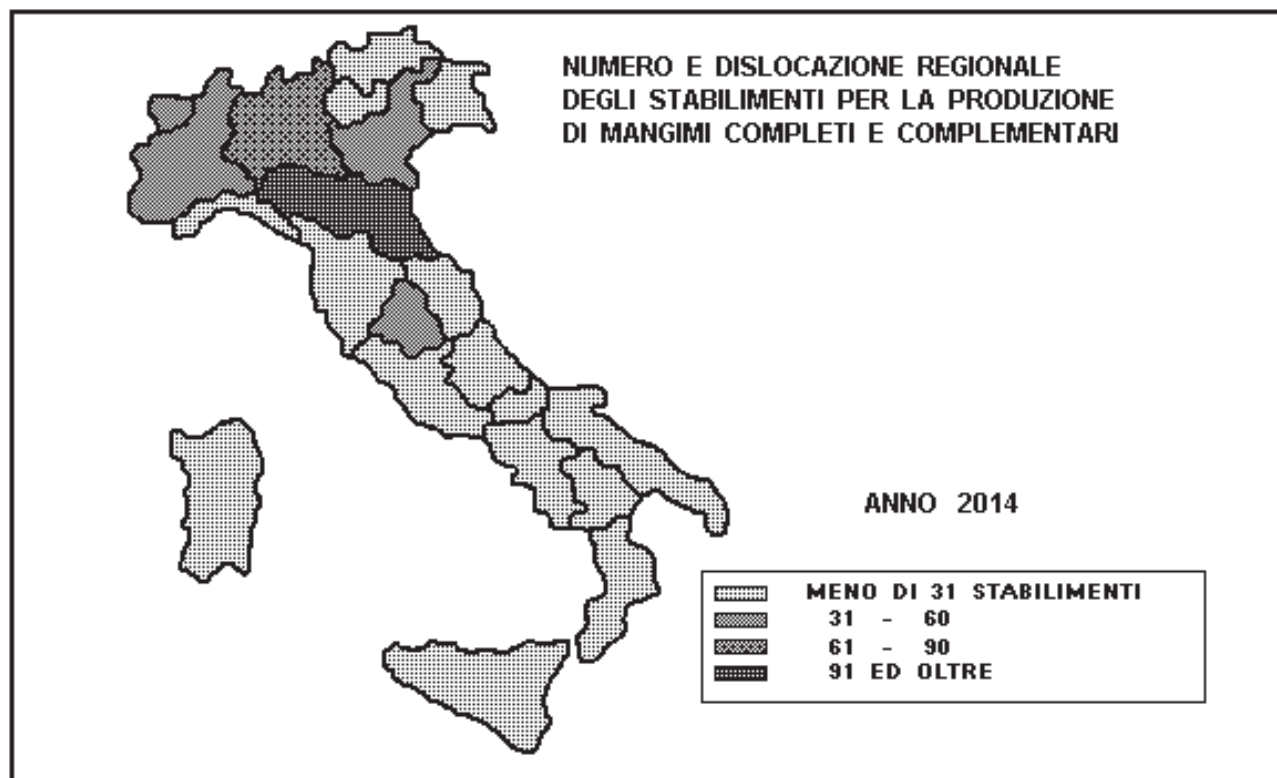 NUMERO E DISLOCAZIONE REGIONALE
DEGLI STABILIMENTI PER LA PRODUZIONE
DI MANGIMI COMPLETI E COMPLEMENTARI
ANNO 2014
MENO DI 31 STABILIMENTI
31 - 60
61 - 90
91 ED OLTRE